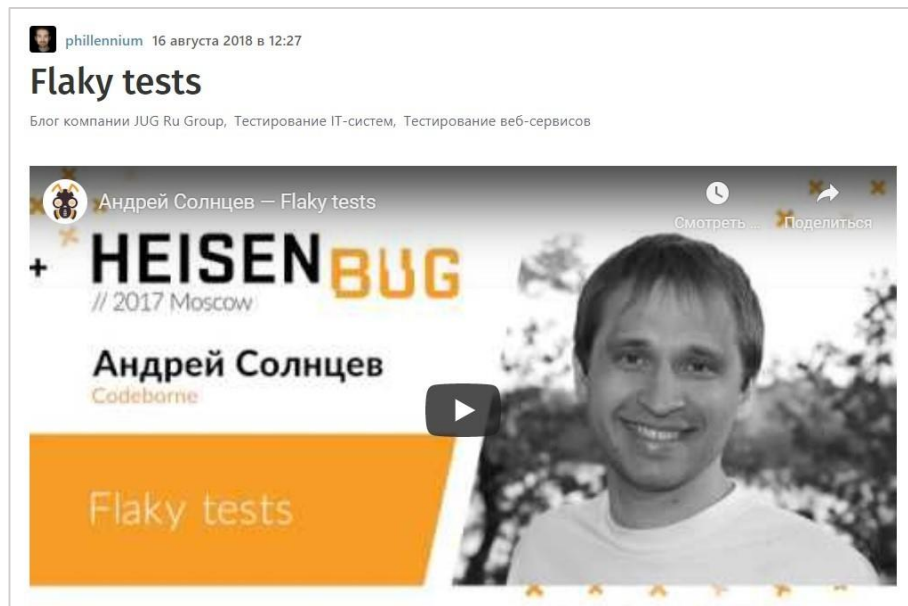 phillennium 16 августа 2018 в 12:27
Flaky tests
Блог компании JUG Ru Group, Тестирование IT-систем, Тестирование веб-сервисов
Андрей Солнцев — Flaky tests
Смотреть ...
Поделиться
HEISENBUG
// 2017 Moscow
Андрей Солнцев
Codeborne
Flaky tests